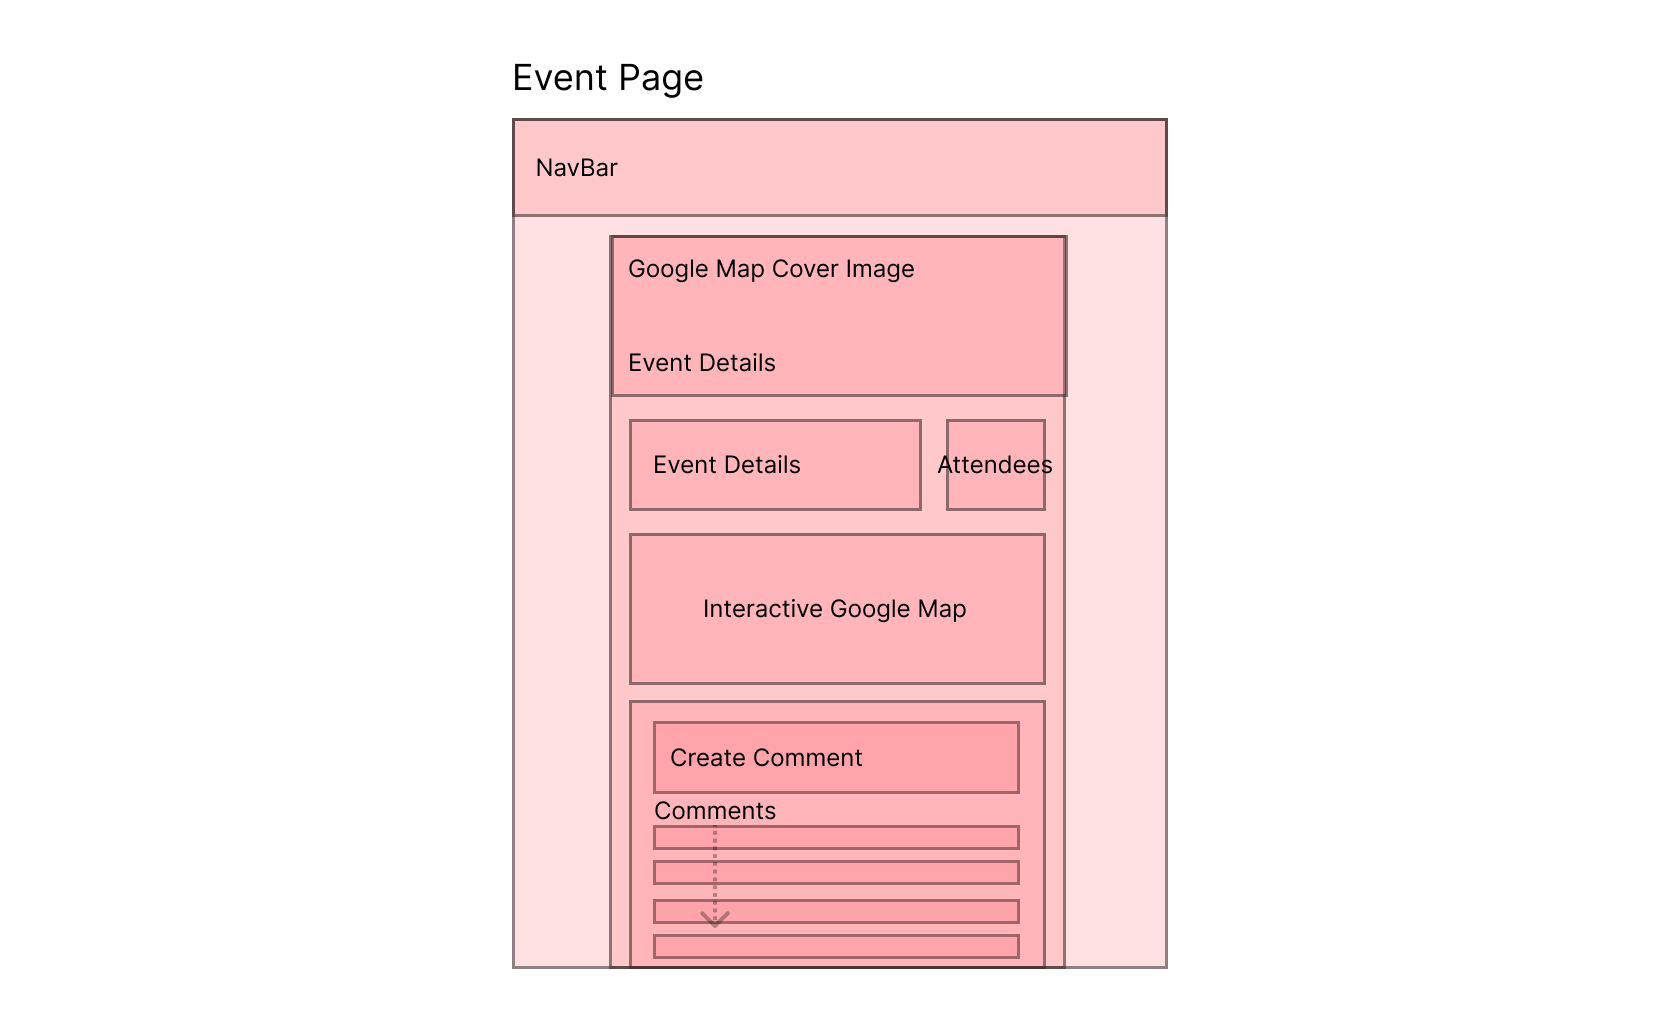 Event Page
NavBar
Google Map Cover Image
Event Details
Event Details
Attendees
Interactive Google Map
Create Comment
Comments